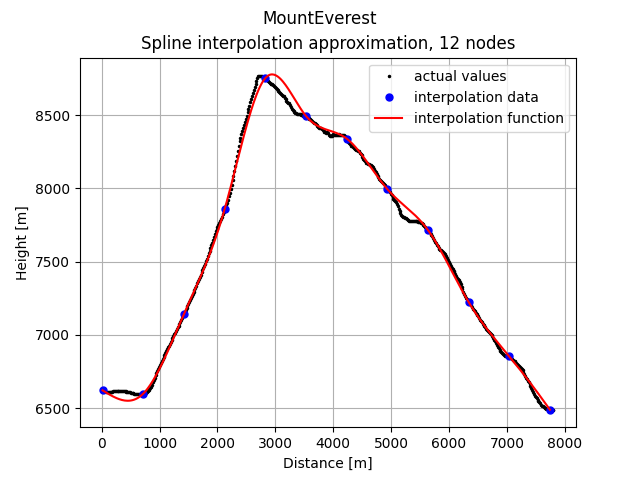 MountEverest
Spline interpolation approximation, 12 nodes
actual values
interpolation data
interpolation function
Height [m]
8500
8000
7500
7000
6500
0 1000 2000 3000 4000 5000 6000 7000 8000
Distance [m]